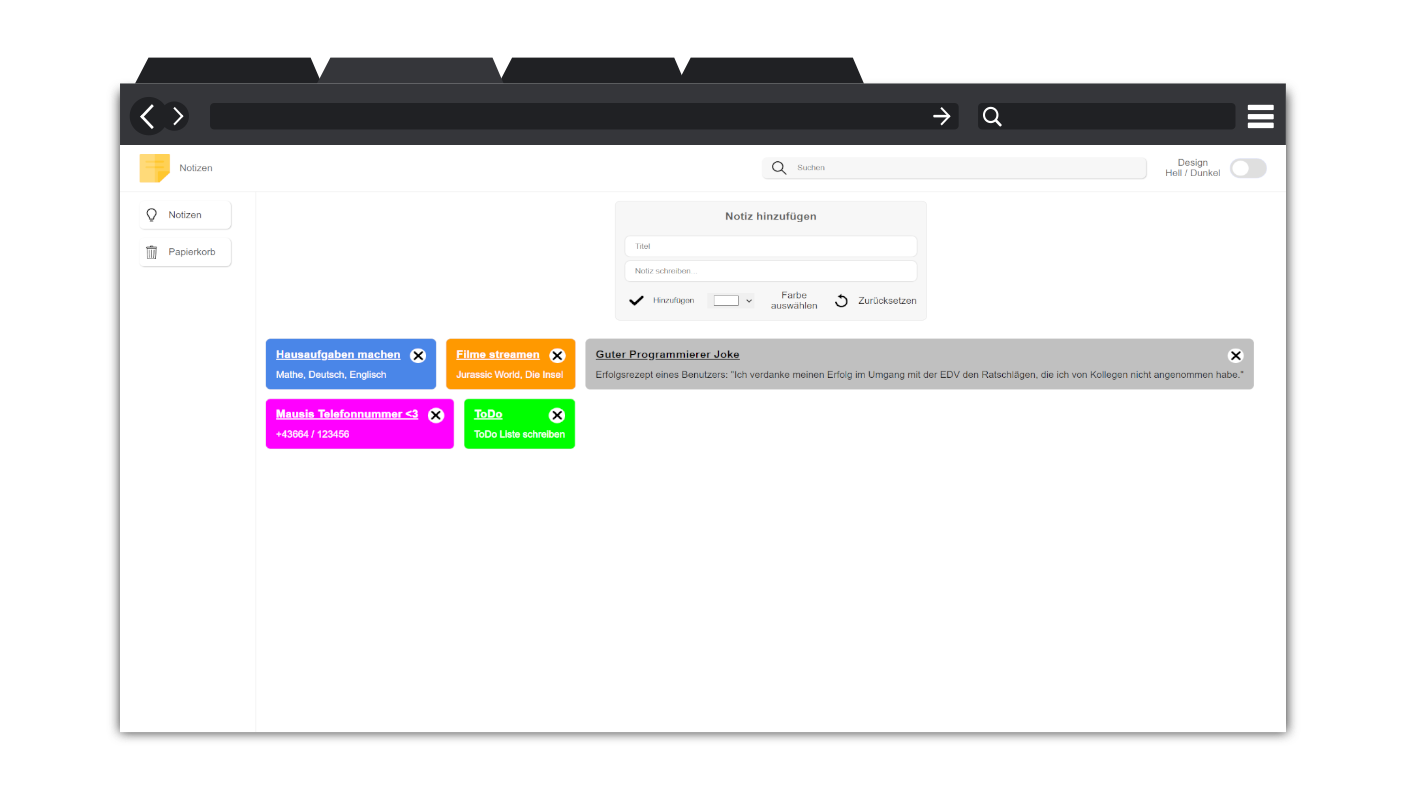 Notizen
Suchen
Design
Hell / Dunkel
Notizen
Papierkorb
Notiz hinzufügen
Titel
Notiz schreiben...
Hinzufügen
Farbe
auswählen
Zurücksetzen
Hausaufgaben machen
Mathe, Deutsch, Englisch
Filme streamen
Jurassic World, Die Insel
Guter Programmierer Joke
Erfolgsrezept eines Benutzers: "Ich verdanke meinen Erfolg im Umgang mit der EDV den Ratschlägen, die ich von Kollegen nicht angenommen habe."
Mausis Telefonnummer <3
+43664 / 123456
ToDo
ToDo Liste schreiben